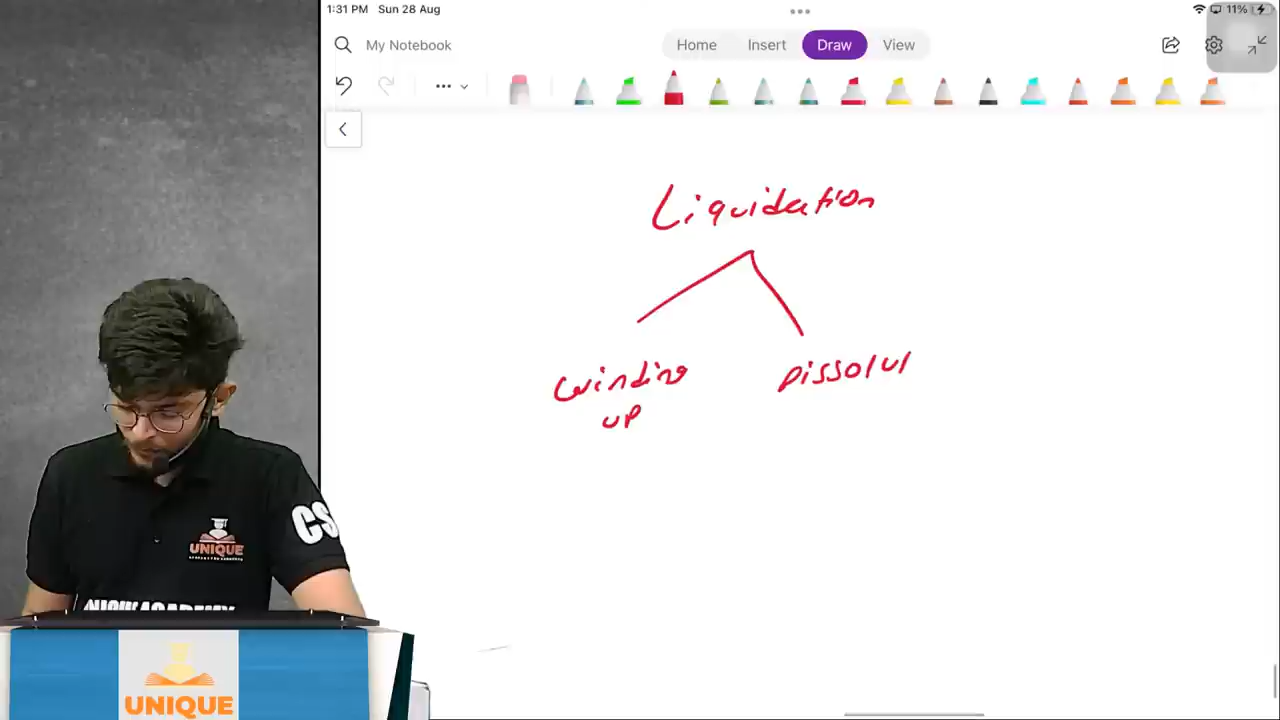 1:31 PM Sun 28 Aug
11%
My Notebook
Home Insert Draw View
Liquidation
winding
up
Dissolut
CS
UNIQUE
UNIQUE